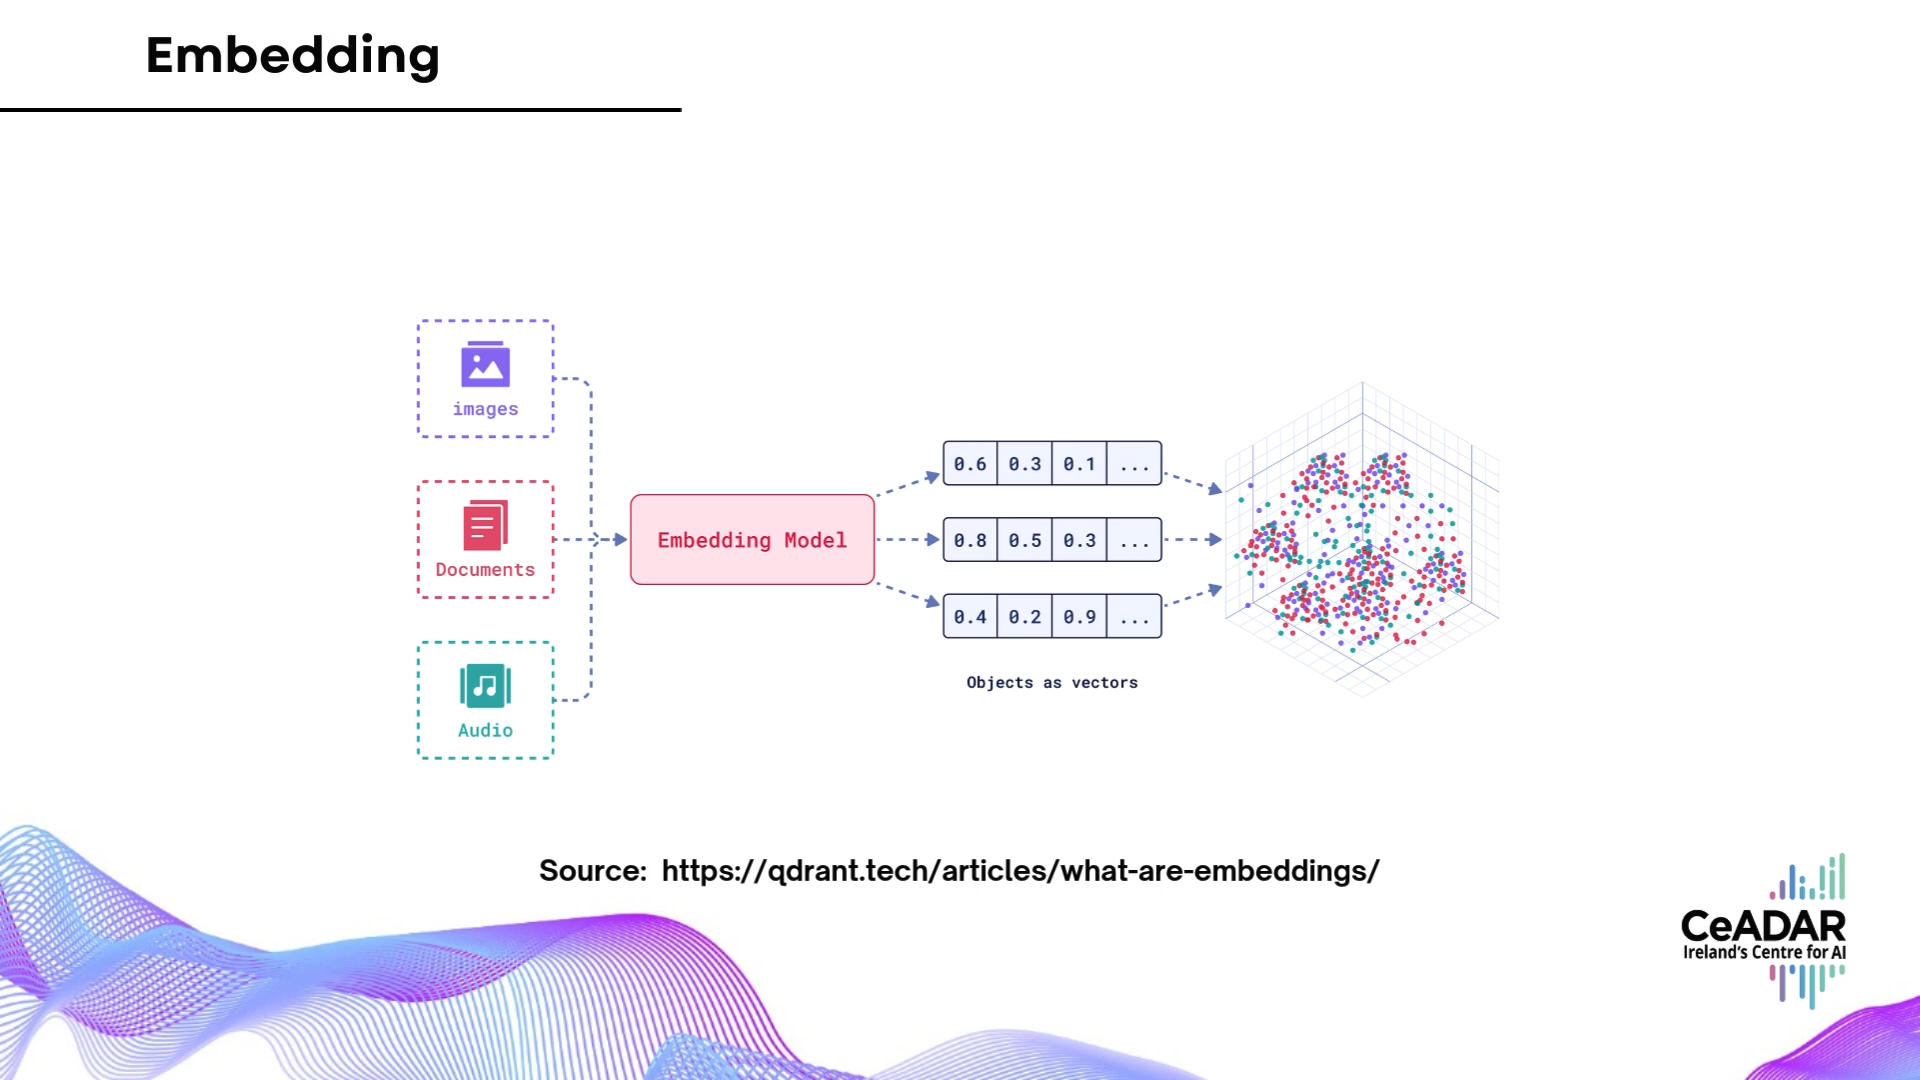 Embedding
images
Documents
Audio
Embedding Model
0.6 0.3 0.1 ...
0.8 0.5 0.3 ...
0.4 0.2 0.9 ...
Objects as vectors
Source: https://qdrant.tech/articles/what-are-embeddings/
CeADAR
Ireland's Centre for AI